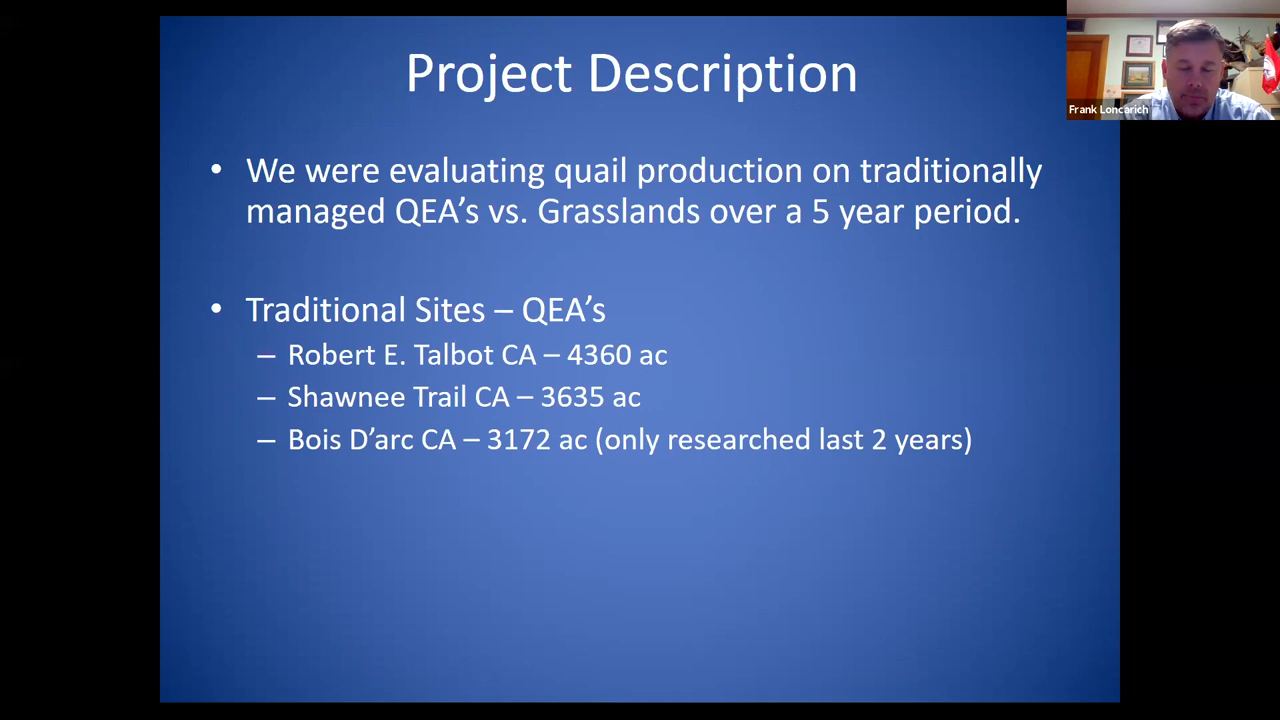 Project Description
• We were evaluating quail production on traditionally
managed QEA's vs. Grasslands over a 5 year period.
• Traditional Sites – QEA's
– Robert E. Talbot CA – 4360 ac
– Shawnee Trail CA – 3635 ac
– Bois D'arc CA – 3172 ac (only researched last 2 years)
Frank Loncarich